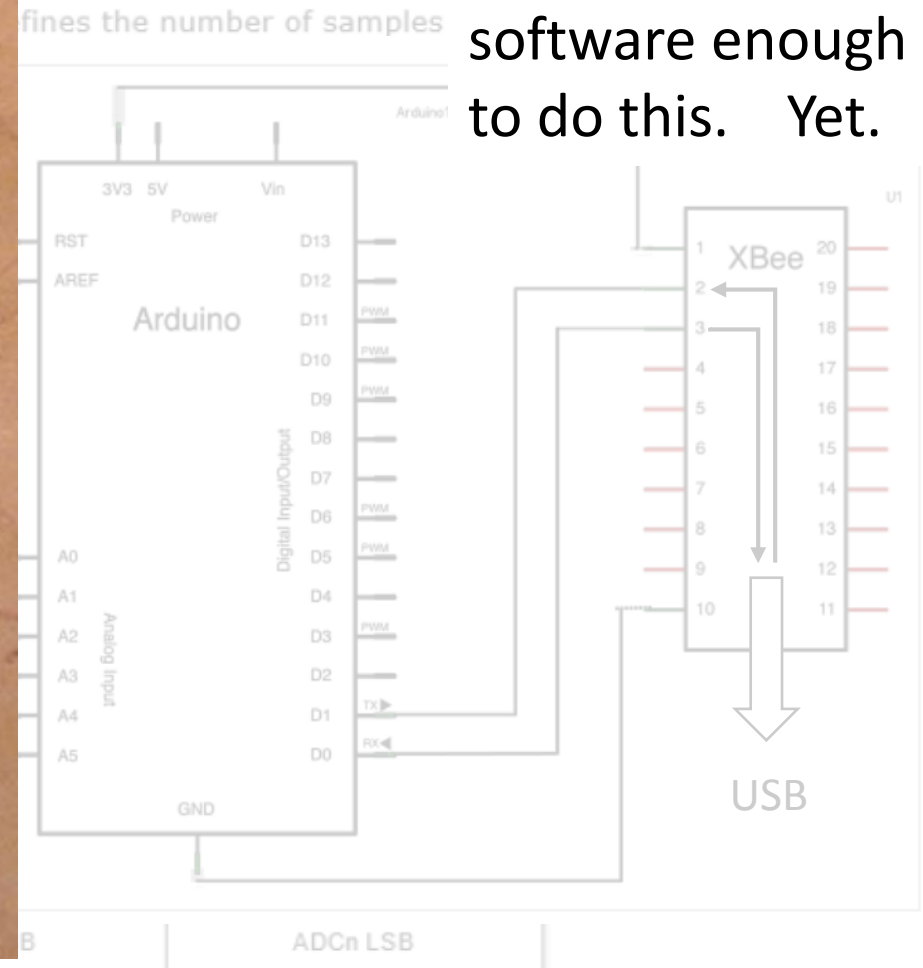 fines the number of samples
software enough
to do this. Yet.
Arduino1
3V3 5V Vin
Power
U1
RST D13
AREF D12
Arduino
D11 PWM
D10 PWM
D9 PWM
D8
D7
D6 PWM
D5 PWM
D4
D3 PWM
D2
D1 TX
D0 RX
Digital Input/Output
A0
A1
A2
A3
A4
A5
Analog Input
GND
XBee
1 20
2 19
3 18
4 17
5 16
6 15
7 14
8 13
9 12
10 11
USB
B
ADCn LSB